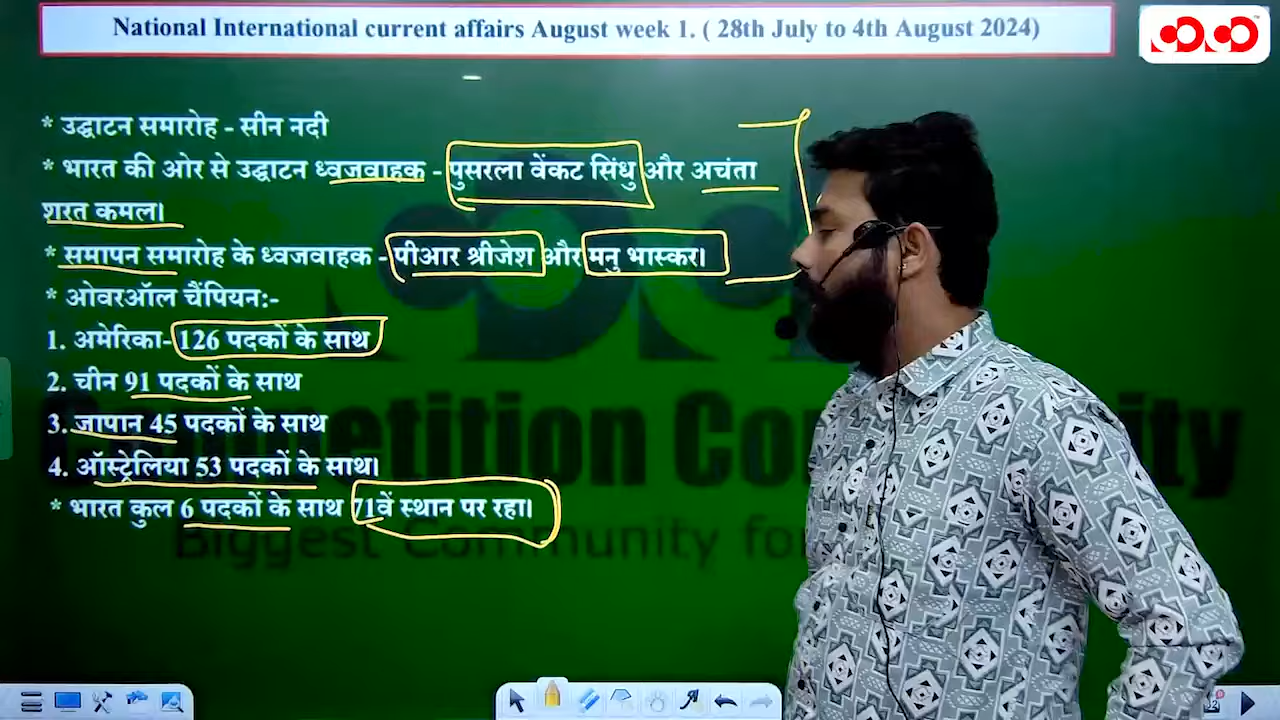 National International current affairs August week 1. ( 28th July to 4th August 2024)
* उद्घाटन समारोह - सीन नदी
* भारत की ओर से उद्घाटन ध्वजवाहक - पुसरला वेंकट सिंधु और अचंता
शरत कमल।
* समापन समारोह के ध्वजवाहक - पीआर श्रीजेश और मनु भास्कर।
* ओवरऑल चैंपियन:-
1. अमेरिका- 126 पदकों के साथ
2. चीन 91 पदकों के साथ
3. जापान 45 पदकों के साथ
4. ऑस्ट्रेलिया 53 पदकों के साथ।
* भारत कुल 6 पदकों के साथ 71वें स्थान पर रहा।
Biggest Community for